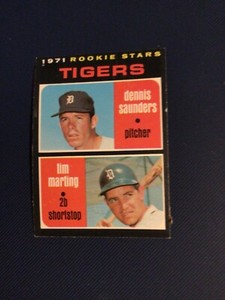 1971 ROOKIE STARS
TIGERS
dennis
saunders
•
pitcher
tim
marting
•
2b
shortstop